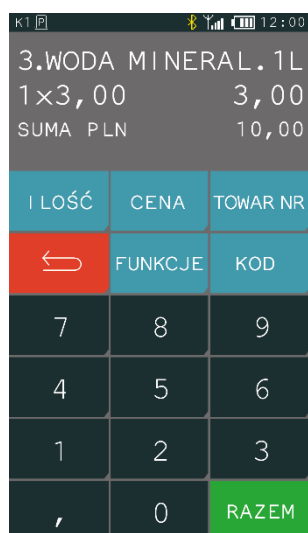 K1 P 12:00
3.WODA MINERAL.1L
1×3,00 3,00
SUMA PLN 10,00
ILOŚĆ CENA TOWAR NR
FUNKCJE KOD
7 8 9
4 5 6
1 2 3
, 0 RAZEM